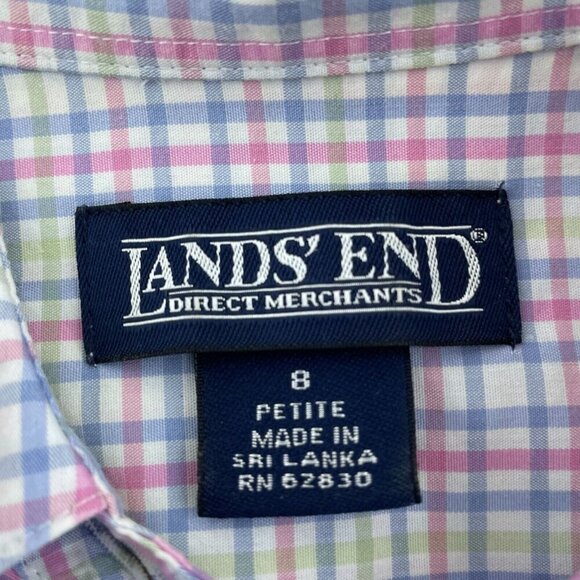 LANDS' END®
DIRECT MERCHANTS
8
PETITE
MADE IN
SRI LANKA
RN 62830